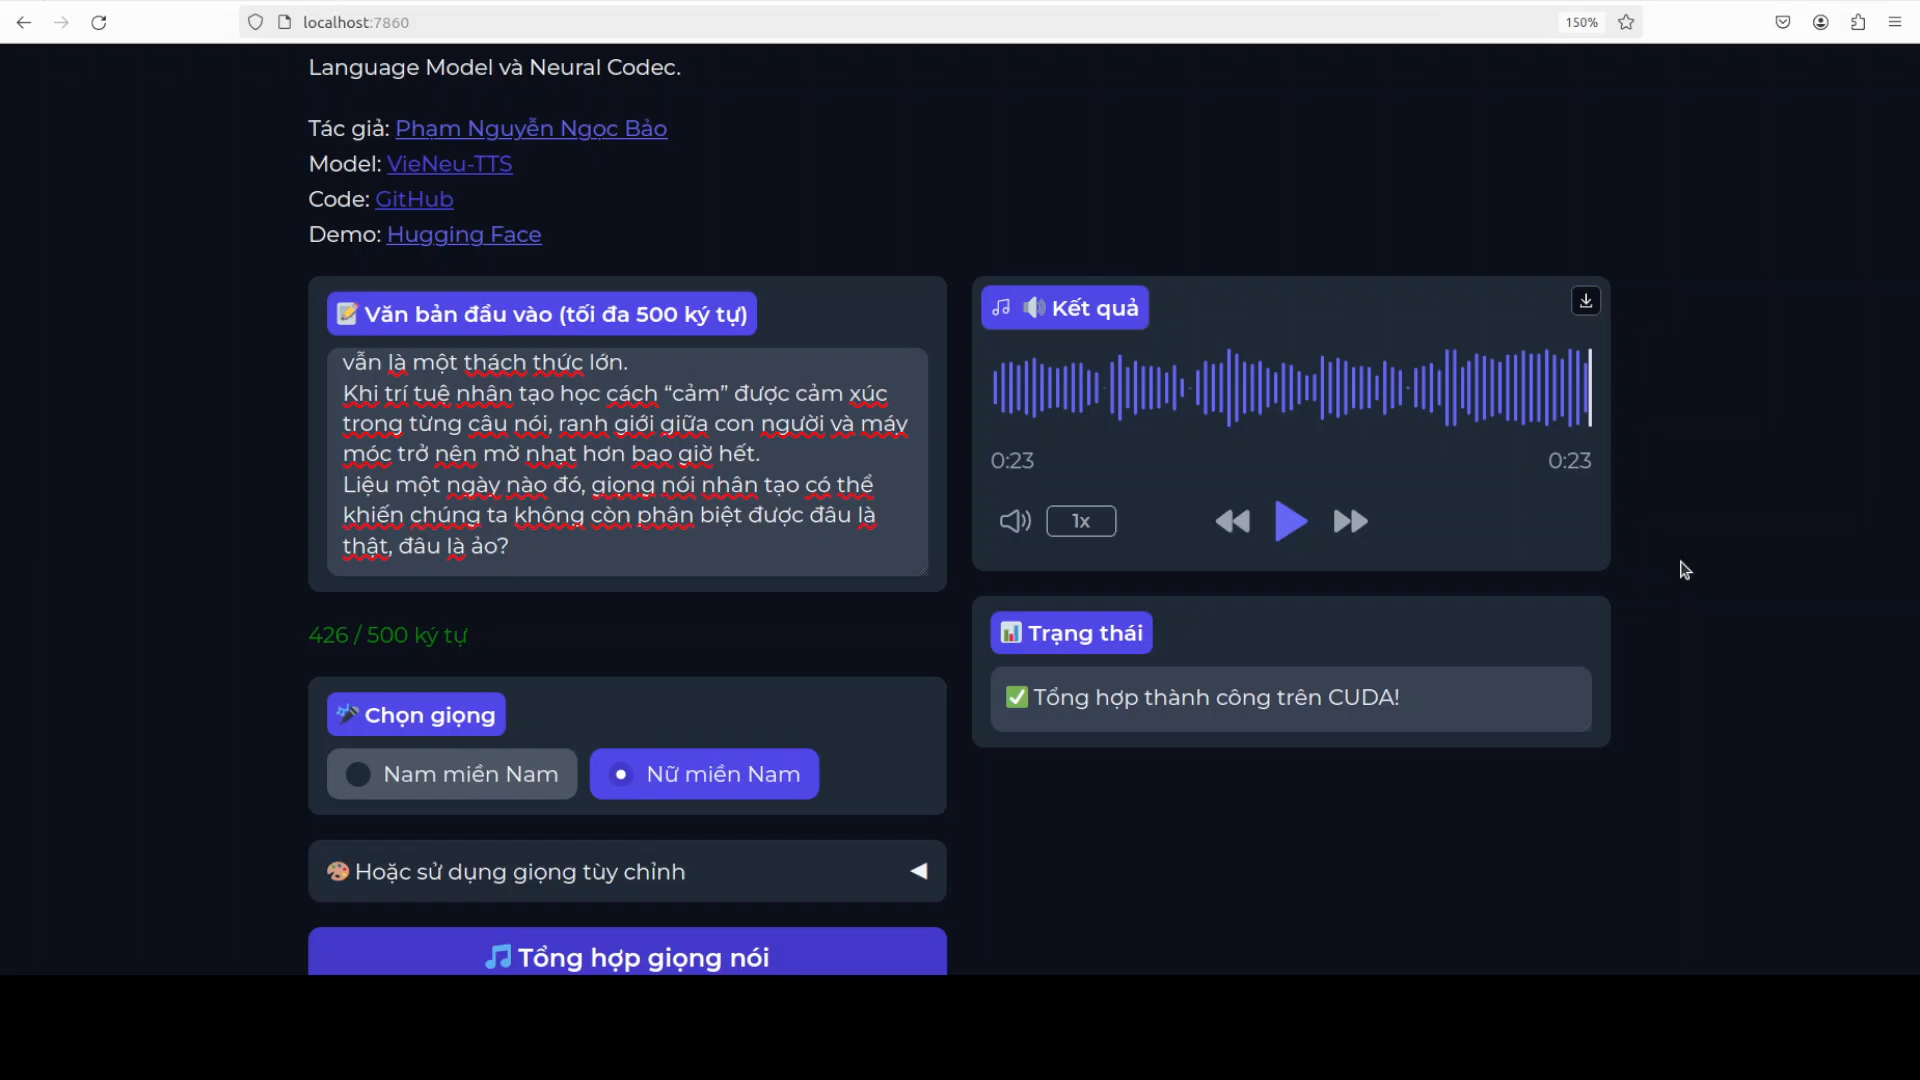 localhost:7860
150%
Language Model và Neural Codec.
Tác giả: Phạm Nguyễn Ngọc Bảo
Model: VieNeu-TTS
Code: GitHub
Demo: Hugging Face
Văn bản đầu vào (tối đa 500 ký tự)
vẫn là một thách thức lớn.
Khi trí tuệ nhân tạo học cách “cảm” được cảm xúc
trong từng câu nói, ranh giới giữa con người và máy
móc trở nên mờ nhạt hơn bao giờ hết.
Liệu một ngày nào đó, giọng nói nhân tạo có thể
khiến chúng ta không còn phân biệt được đâu là
thật, đâu là ảo?
426 / 500 ký tự
Chọn giọng
Nam miền Nam
Nữ miền Nam
Hoặc sử dụng giọng tùy chỉnh
Tổng hợp giọng nói
Kết quả
0:23
0:23
1x
Trạng thái
Tổng hợp thành công trên CUDA!